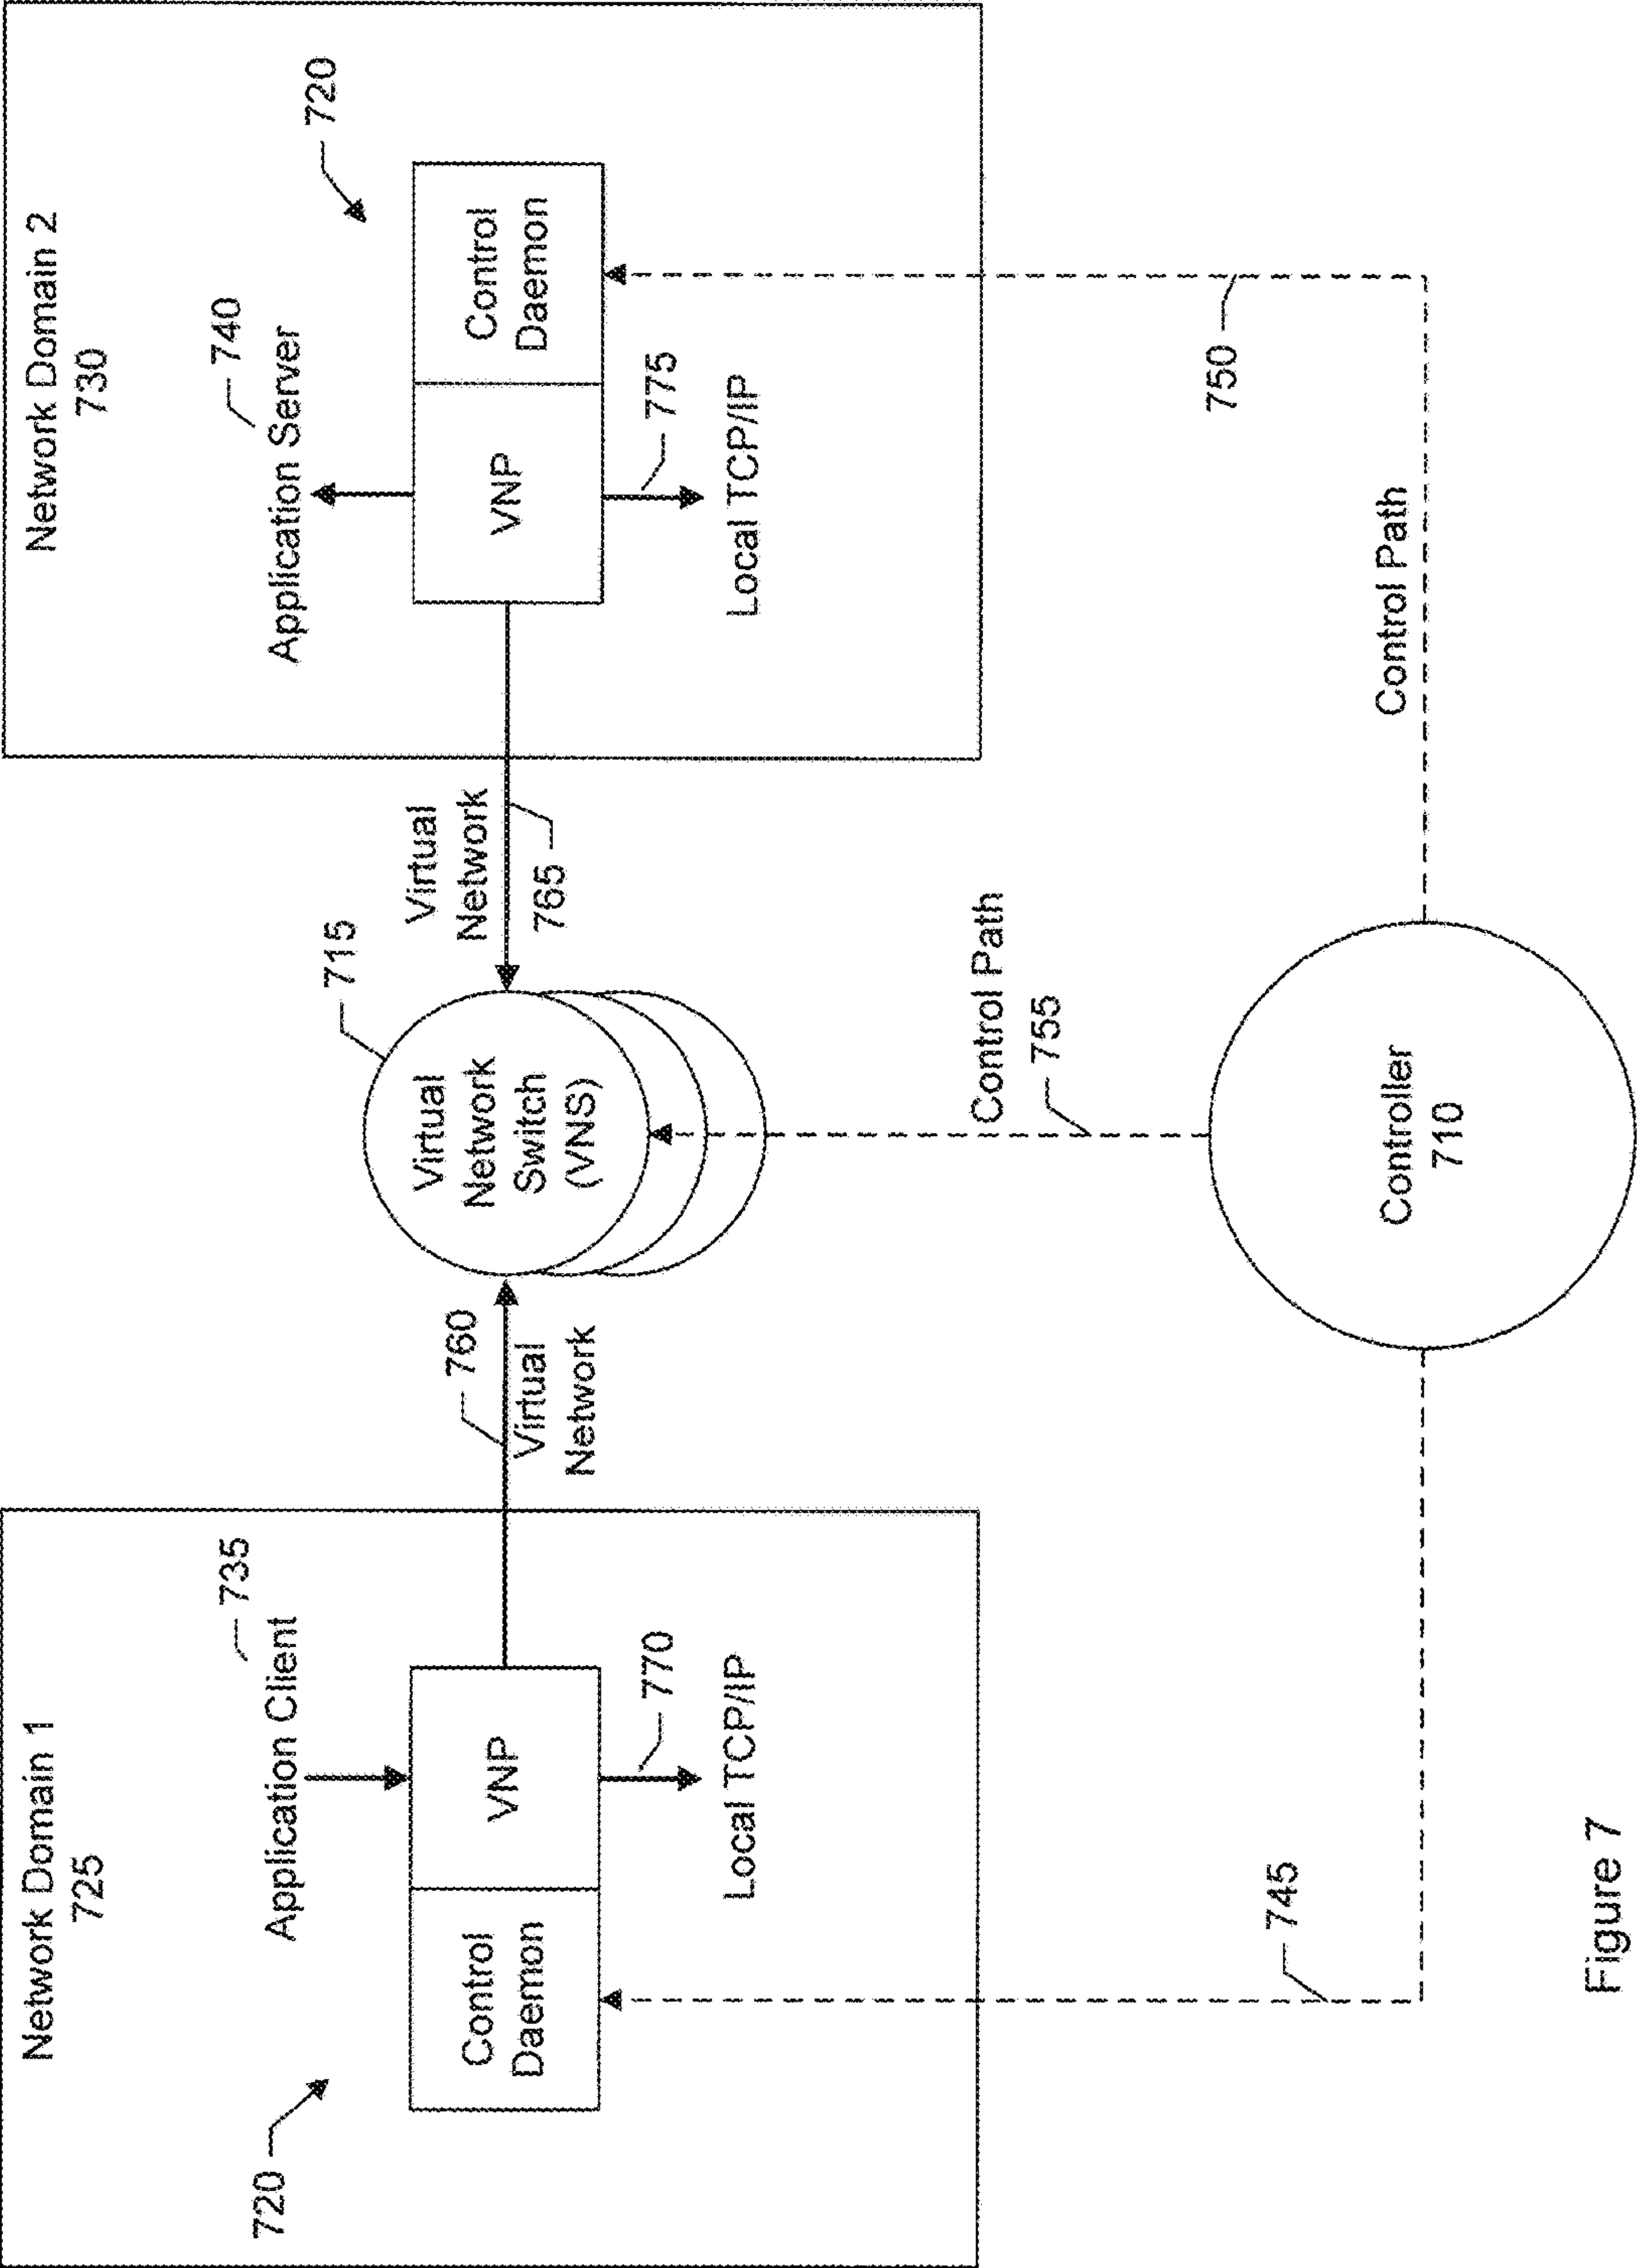 Network Domain 1
725
720
Application Client
735
Control
Daemon
VNP
770
Local TCP/IP
745
760
Virtual
Network
715
Virtual
Network
Switch
(VNS)
Virtual
Network
765
Control Path
755
Controller
710
Network Domain 2
730
Application Server
740
720
VNP
Control
Daemon
775
Local TCP/IP
750
Control Path
Figure 7